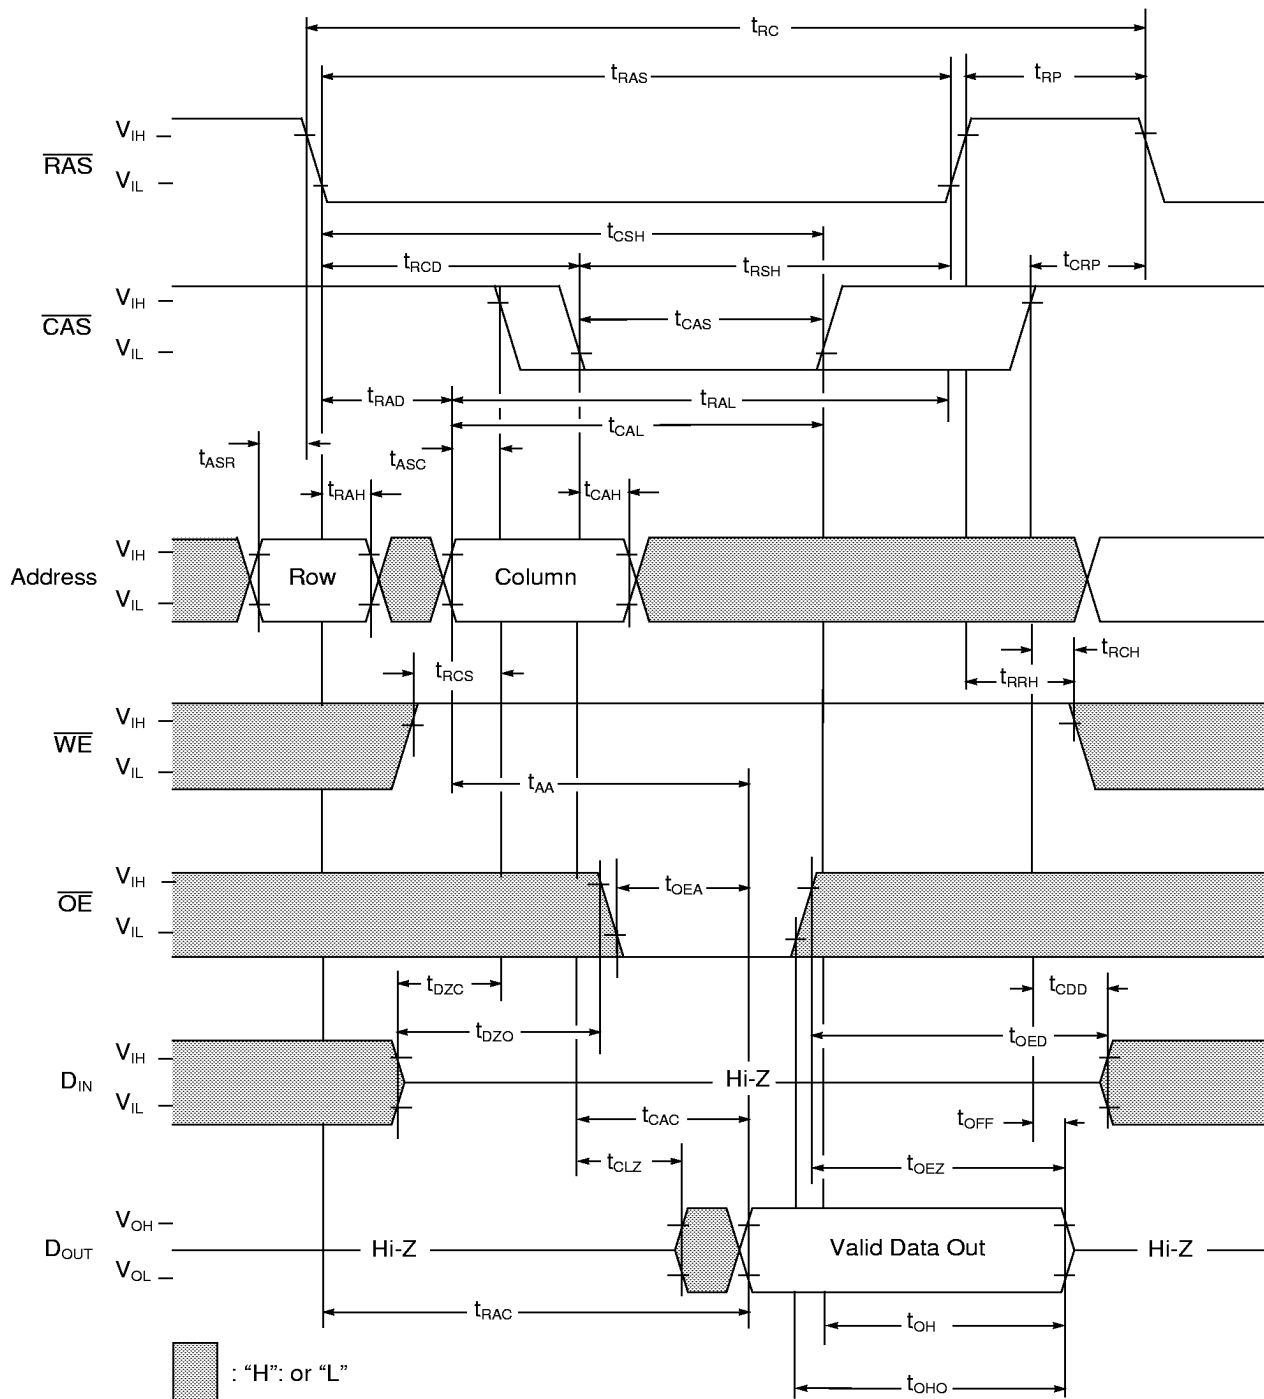 tRC
tRAS
tRP
VIH
RAS
VIL
tCSH
tRCD
tRSH
tCRP
VIH
CAS
tCAS
VIL
tRAD
tRAL
tCAL
tASR
tASC
tRAH
tCAH
VIH
Address
Row
Column
VIL
tRCH
tRCS
tRRH
VIH
WE
VIL
tAA
VIH
OE
tOEA
VIL
tDZC
tCDD
tDZO
tOED
VIH
DIN
Hi-Z
VIL
tCAC
tOFF
tCLZ
tOEZ
VOH
DOUT
Hi-Z
Valid Data Out
Hi-Z
VOL
tRAC
tOH
: “H”: or “L”
tOHO